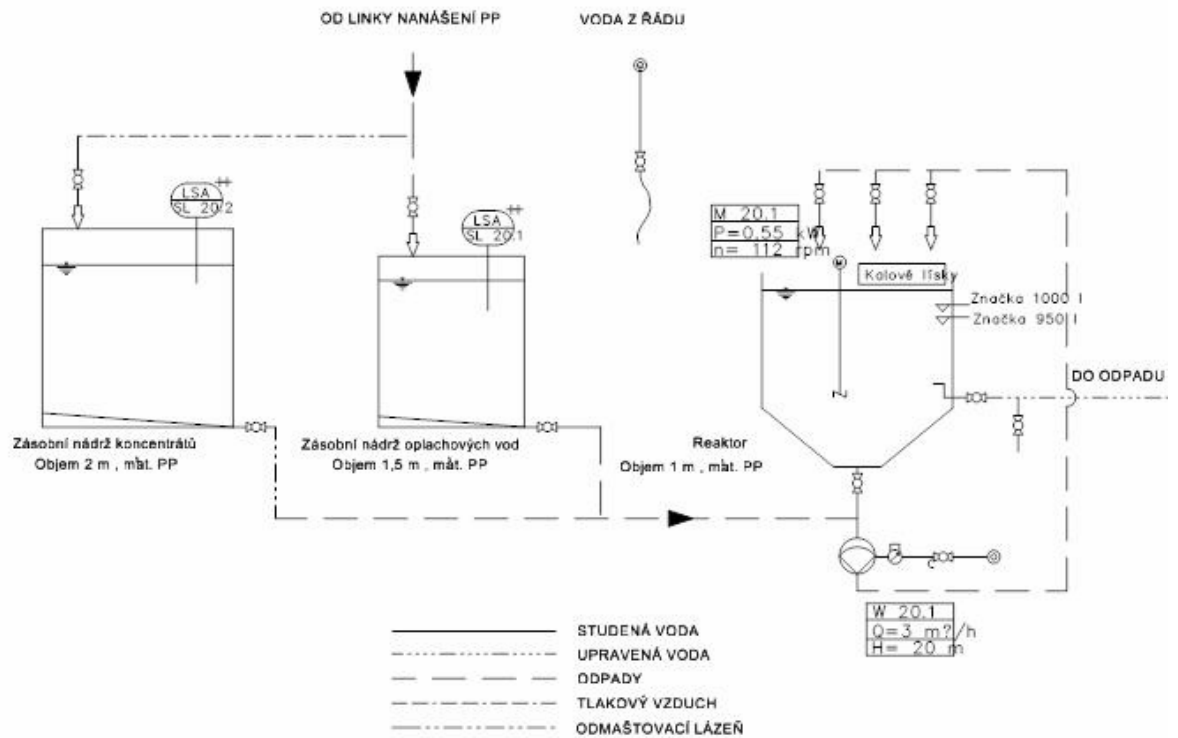 OD LINKY NANÁŠENÍ PP
VODA Z ŘÁDU
LSA
SL 20.2
LSA
SL 20.1
M 20.1
P=0,55 kW
n= 112 rpm
M
Kalové lísky
Značka 1000 l
Značka 950 l
DO ODPADU
Zásobní nádrž koncentrátů
Objem 2 m , mat. PP
Zásobní nádrž oplachových vod
Objem 1,5 m , mat. PP
Reaktor
Objem 1 m , mat. PP
W 20.1
Q=3 m?/h
H= 20 m
STUDENÁ VODA
UPRAVENÁ VODA
ODPADY
TLAKOVÝ VZDUCH
ODMAŠŤOVACÍ LÁZEŇ